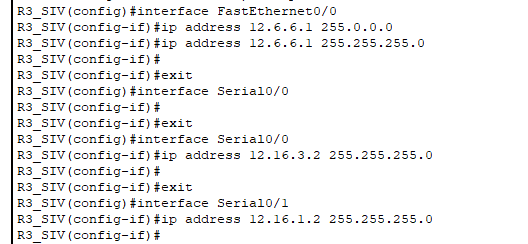 R3_SIV(config)#interface FastEthernet0/0
R3_SIV(config-if)#ip address 12.6.6.1 255.0.0.0
R3_SIV(config-if)#ip address 12.6.6.1 255.255.255.0
R3_SIV(config-if)#
R3_SIV(config-if)#exit
R3_SIV(config)#interface Serial0/0
R3_SIV(config-if)#
R3_SIV(config-if)#exit
R3_SIV(config)#interface Serial0/0
R3_SIV(config-if)#ip address 12.16.3.2 255.255.255.0
R3_SIV(config-if)#
R3_SIV(config-if)#exit
R3_SIV(config)#interface Serial0/1
R3_SIV(config-if)#ip address 12.16.1.2 255.255.255.0
R3_SIV(config-if)#